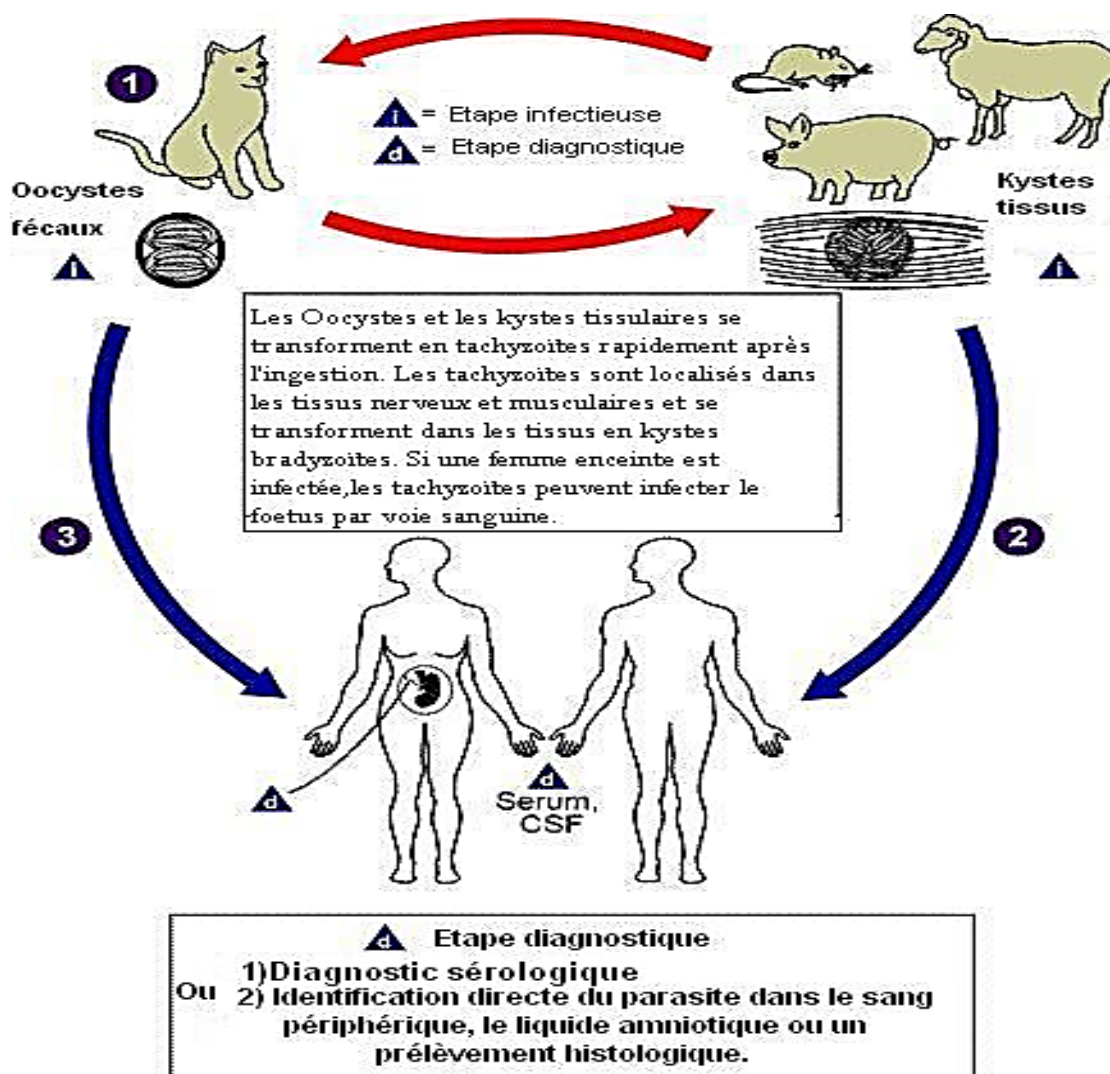 1
i = Etape infectieuse
d = Etape diagnostique
Oocystes
fécaux
i
Kystes
tissus
i
Les Oocystes et les kystes tissulaires se
transforment en tachyzoïtes rapidement après
l'ingestion. Les tachyzoïtes sont localisés dans
les tissus nerveux et musculaires et se
transforment dans les tissus en kystes
bradyzoïtes. Si une femme enceinte est
infectée,les tachyzoïtes peuvent infecter le
foetus par voie sanguine.
3
2
d
d
Serum,
CSF
d Etape diagnostique
1)Diagnostic sérologique
Ou 2) Identification directe du parasite dans le sang
périphérique, le liquide amniotique ou un
prélèvement histologique.